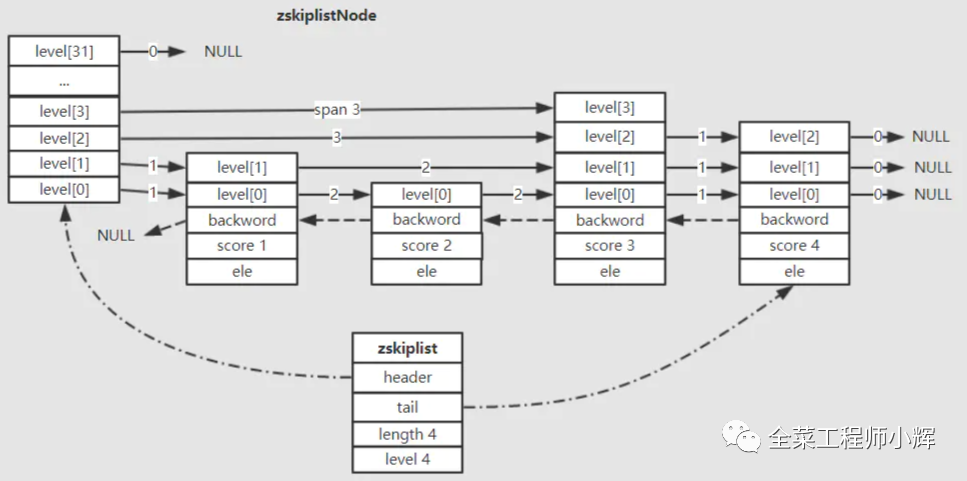 zskiplistNode
level[31] 0 NULL
...
level[3] span 3 level[3]
level[2] 3 level[2] 1 level[2] 0 NULL
level[1] 1 level[1] 2 level[1] 1 level[1] 0 NULL
level[0] 1 level[0] 2 level[0] 2 level[0] 1 level[0] 0 NULL
NULL backword backword backword backword
score 1 score 2 score 3 score 4
ele ele ele ele
zskiplist
header
tail
length 4
level 4
全菜工程师小辉